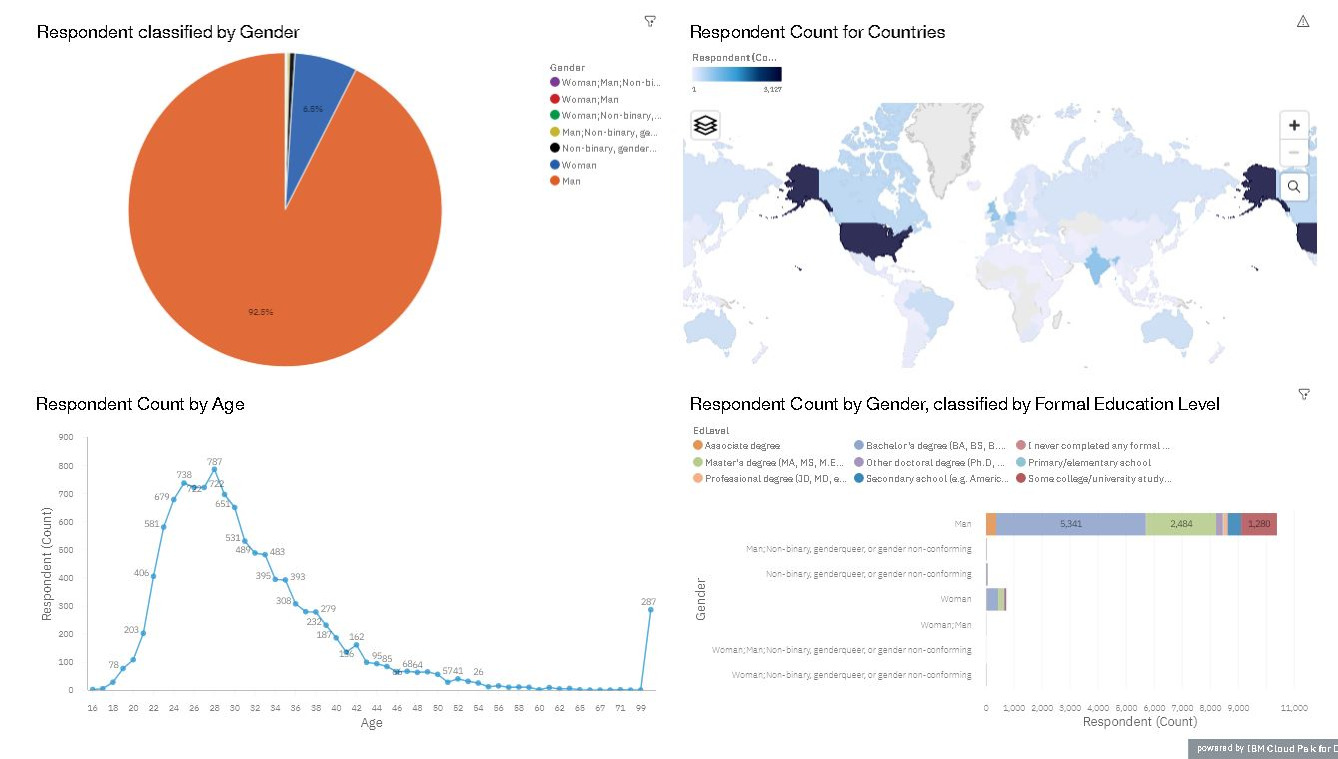 Respondent classified by Gender
Gender
Woman;Man;Non-bi...
Woman;Man
Woman;Non-binary,...
Man;Non-binary, ge...
Non-binary, gender...
Woman
Man
6.5%
92.5%
Respondent Count for Countries
Respondent (Co...
1 3,127
Respondent Count by Age
Respondent (Count)
900
800
700
600
500
400
300
200
100
0
78
203
406
581
679
738
722
787
722
651
531
489
483
395
393
308
279
232
187
136
162
95
85
66
68
64
57
41
26
287
16 18 20 22 24 26 28 30 32 34 36 38 40 42 44 46 48 50 52 54 56 58 60 62 65 67 71 99
Age
Respondent Count by Gender, classified by Formal Education Level
EdLevel
Associate degree
Bachelor's degree (BA, BS, B....
I never completed any formal ...
Master's degree (MA, MS, M.E...
Other doctoral degree (Ph.D, ...
Primary/elementary school
Professional degree (JD, MD, e...
Secondary school (e.g. Americ...
Some college/university study...
Gender
Man
5,341 2,484 1,280
Man;Non-binary, genderqueer, or gender non-conforming
Non-binary, genderqueer, or gender non-conforming
Woman
Woman;Man
Woman;Man;Non-binary, genderqueer, or gender non-conforming
Woman;Non-binary, genderqueer, or gender non-conforming
0 1,000 2,000 3,000 4,000 5,000 6,000 7,000 8,000 9,000 11,000
Respondent (Count)
powered by IBM Cloud Pak for D